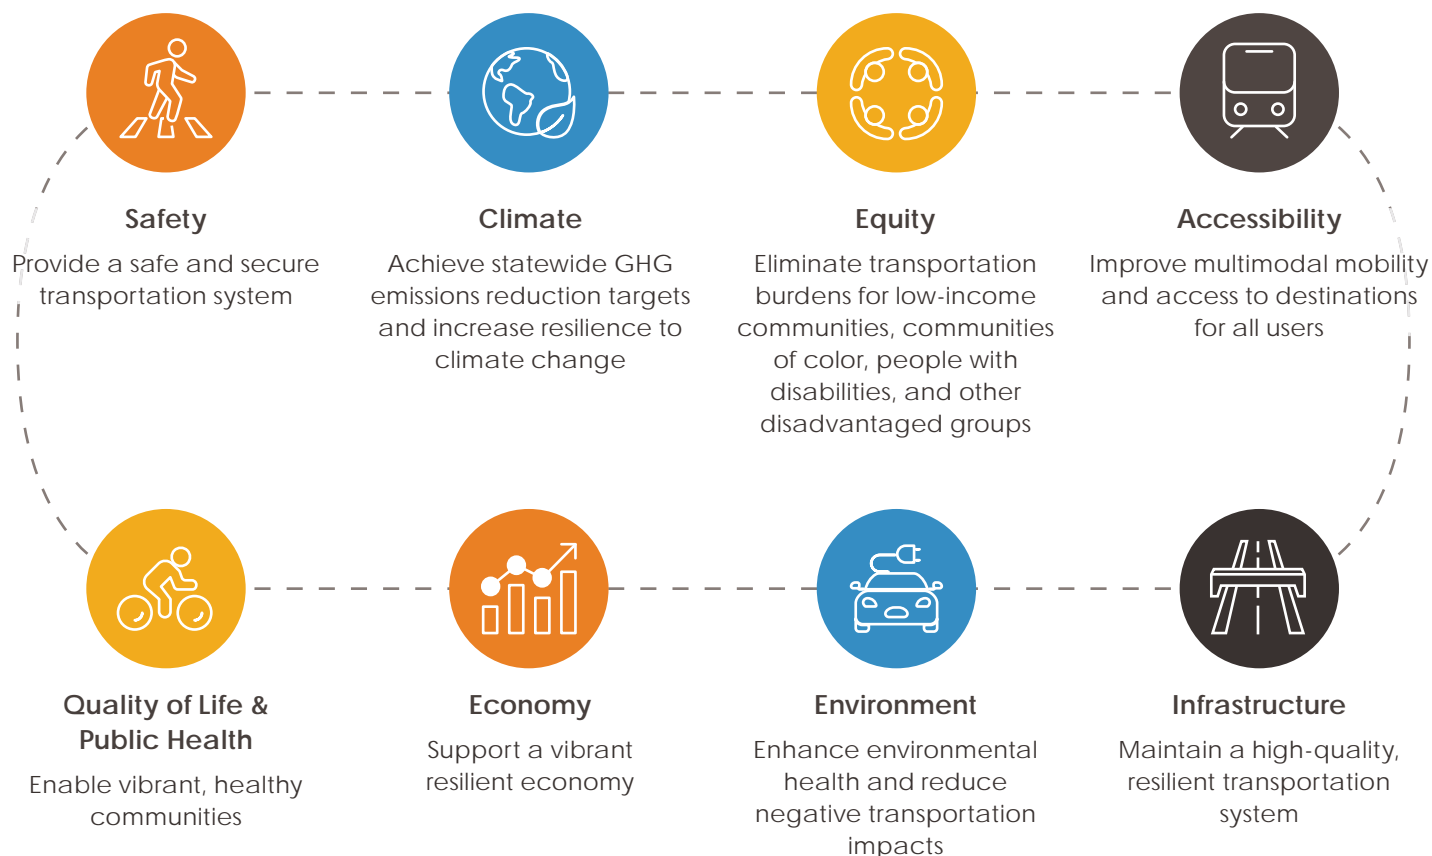 Safety
Provide a safe and secure
transportation system
Climate
Achieve statewide GHG
emissions reduction targets
and increase resilience to
climate change
Equity
Eliminate transportation
burdens for low-income
communities, communities
of color, people with
disabilities, and other
disadvantaged groups
Accessibility
Improve multimodal mobility
and access to destinations
for all users
Quality of Life &
Public Health
Enable vibrant, healthy
communities
Economy
Support a vibrant
resilient economy
Environment
Enhance environmental
health and reduce
negative transportation
impacts
Infrastructure
Maintain a high-quality,
resilient transportation
system